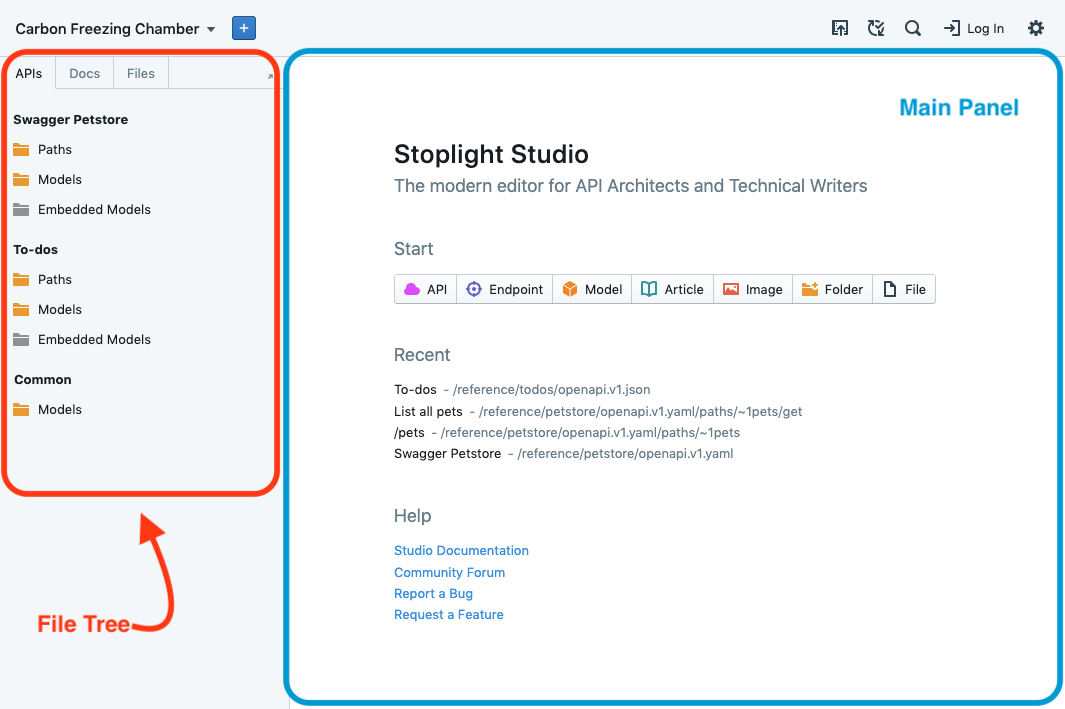 Carbon Freezing Chamber
Log In
APIs Docs Files
Swagger Petstore
Paths
Models
Embedded Models
To-dos
Paths
Models
Embedded Models
Common
Models
File Tree
Main Panel
Stoplight Studio
The modern editor for API Architects and Technical Writers
Start
API Endpoint Model Article Image Folder File
Recent
To-dos - /reference/todos/openapi.v1.json
List all pets - /reference/petstore/openapi.v1.yaml/paths/~1pets/get
/pets - /reference/petstore/openapi.v1.yaml/paths/~1pets
Swagger Petstore - /reference/petstore/openapi.v1.yaml
Help
Studio Documentation
Community Forum
Report a Bug
Request a Feature